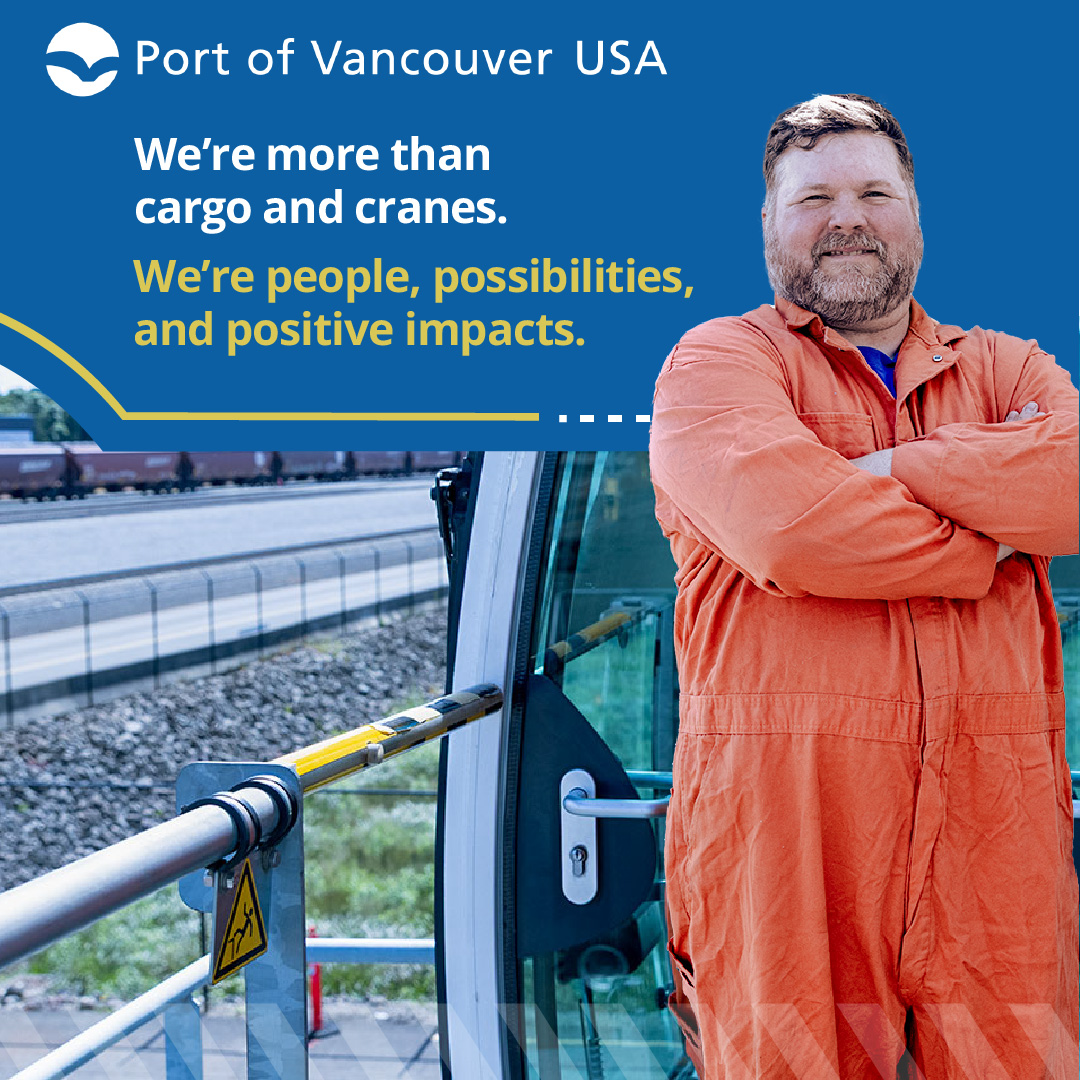 Port of Vancouver USA
We’re more than
cargo and cranes.
We’re people, possibilities,
and positive impacts.